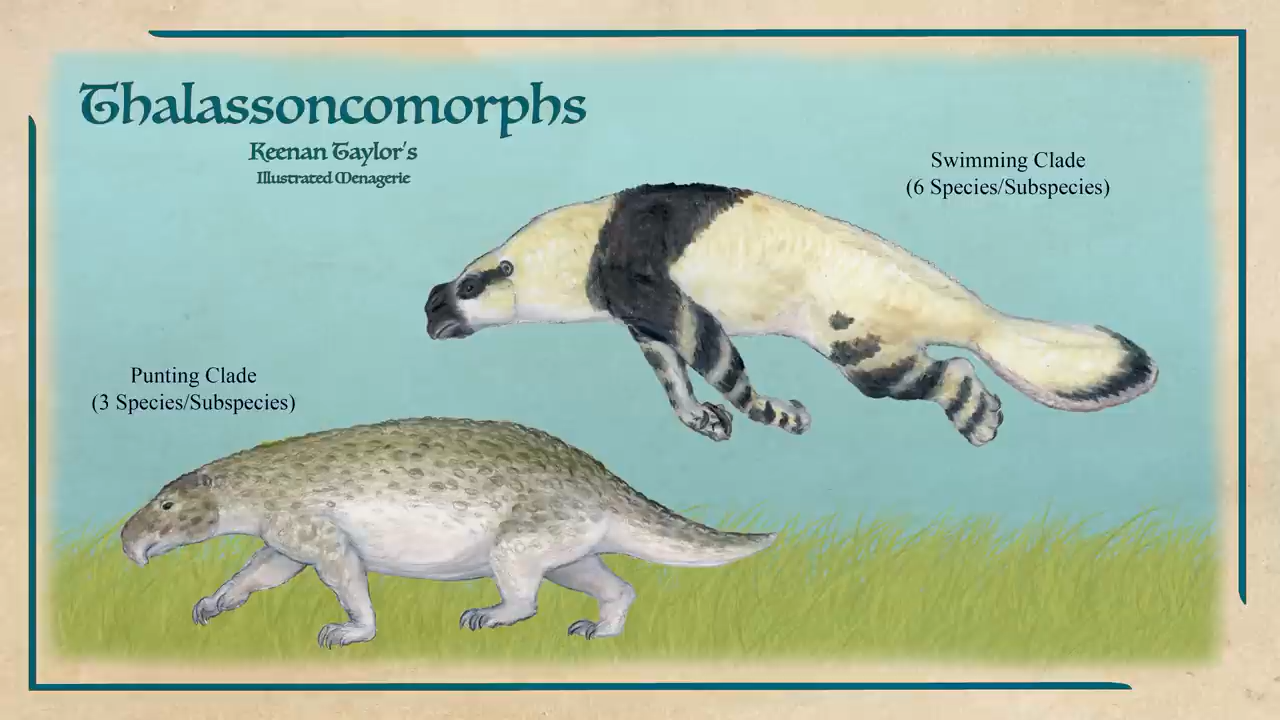 Thalassoncomorphs
Keenan Taylor's
Illustrated Menagerie
Swimming Clade
(6 Species/Subspecies)
Punting Clade
(3 Species/Subspecies)